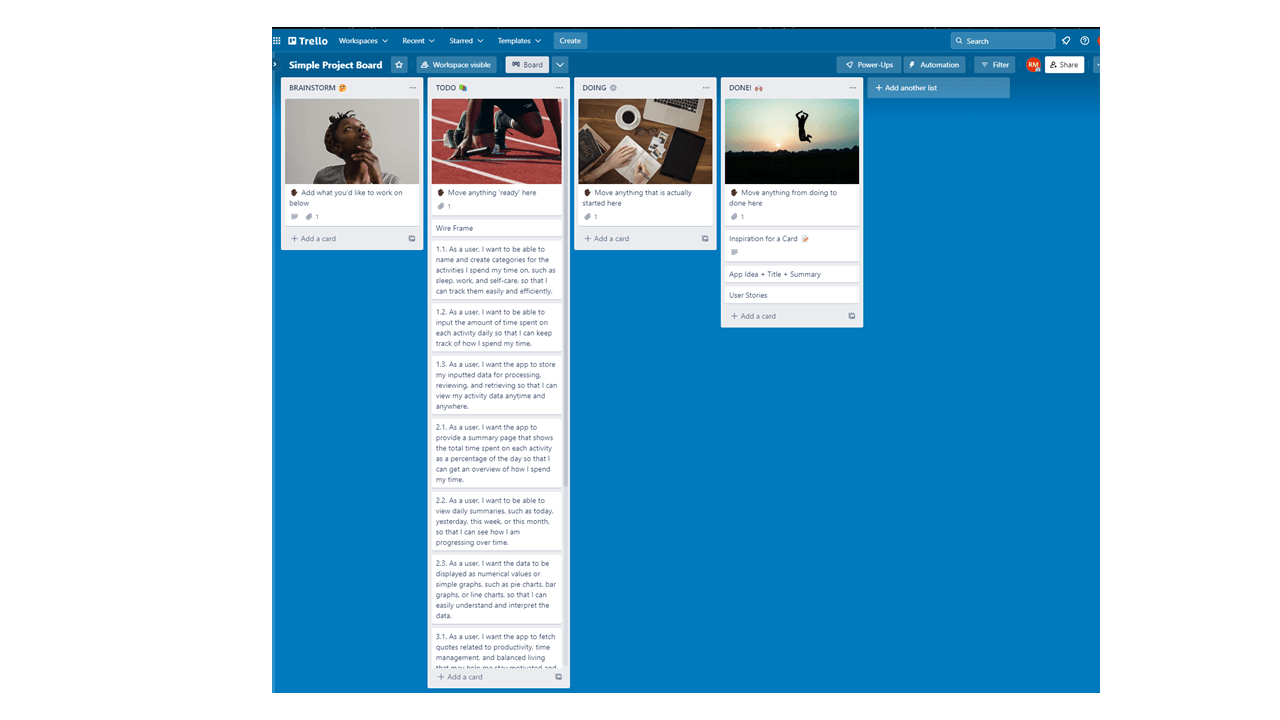 Trello
Workspaces
Recent
Starred
Templates
Create
Search
Simple Project Board
Workspace visible
Board
Power-Ups
Automation
Filter
RM
Share
BRAINSTORM 🤔
Add what you'd like to work on
below
1
+ Add a card
TODO 📚
Move anything 'ready' here
1
Wire Frame
1.1. As a user, I want to be able to
name and create categories for the
activities I spend my time on, such as
sleep, work, and self-care, so that I
can track them easily and efficiently.
1.2. As a user, I want to be able to
input the amount of time spent on
each activity daily so that I can keep
track of how I spend my time.
1.3. As a user, I want the app to store
my inputted data for processing,
reviewing, and retrieving so that I can
view my activity data anytime and
anywhere.
2.1. As a user, I want the app to
provide a summary page that shows
the total time spent on each activity
as a percentage of the day so that I
can get an overview of how I spend
my time.
2.2. As a user, I want to be able to
view daily summaries, such as today,
yesterday, this week, or this month,
so that I can see how I am
progressing over time.
2.3. As a user, I want the data to be
displayed as numerical values or
simple graphs, such as pie charts, bar
graphs, or line charts, so that I can
easily understand and interpret the
data.
3.1. As a user, I want the app to fetch
quotes related to productivity, time
management, and balanced living
that may help me stay motivated and
+ Add a card
DOING ⚙️
Move anything that is actually
started here
1
+ Add a card
DONE! 🙌🏽
Move anything from doing to
done here
1
Inspiration for a Card 📝
App Idea + Title + Summary
User Stories
+ Add a card
+ Add another list